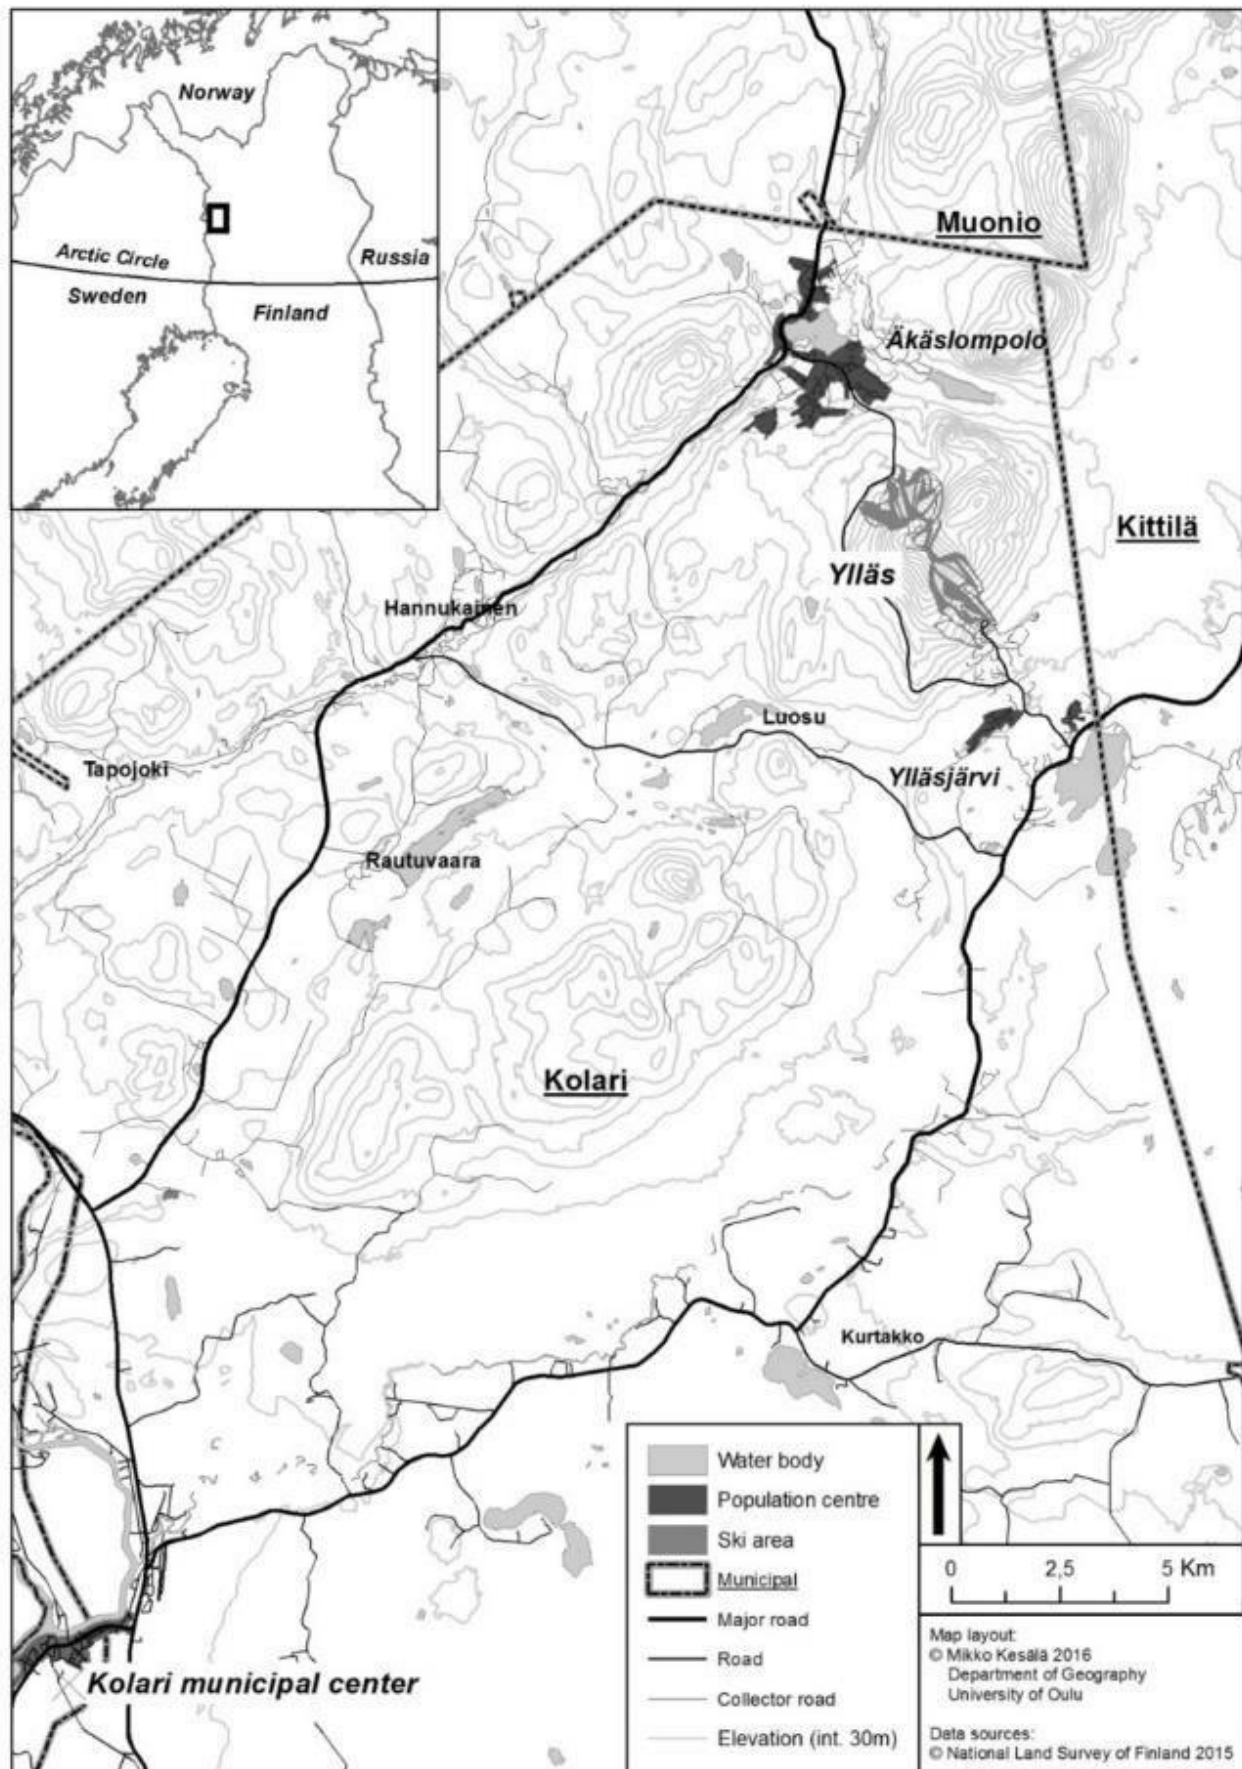 Norway
Arctic Circle
Russia
Sweden
Finland
Muonio
Äkäslompolo
Kittilä
Ylläs
Hannukainen
Luosu
Tapojoki
Ylläsjärvi
Rautuvaara
Kolari
Kurtakko
Kolari municipal center
Water body
Population centre
Ski area
Municipal
Major road
Road
Collector road
Elevation (int. 30m)
0 2,5 5 Km
Map layout:
© Mikko Kesälä 2016
Department of Geography
University of Oulu
Data sources:
© National Land Survey of Finland 2015